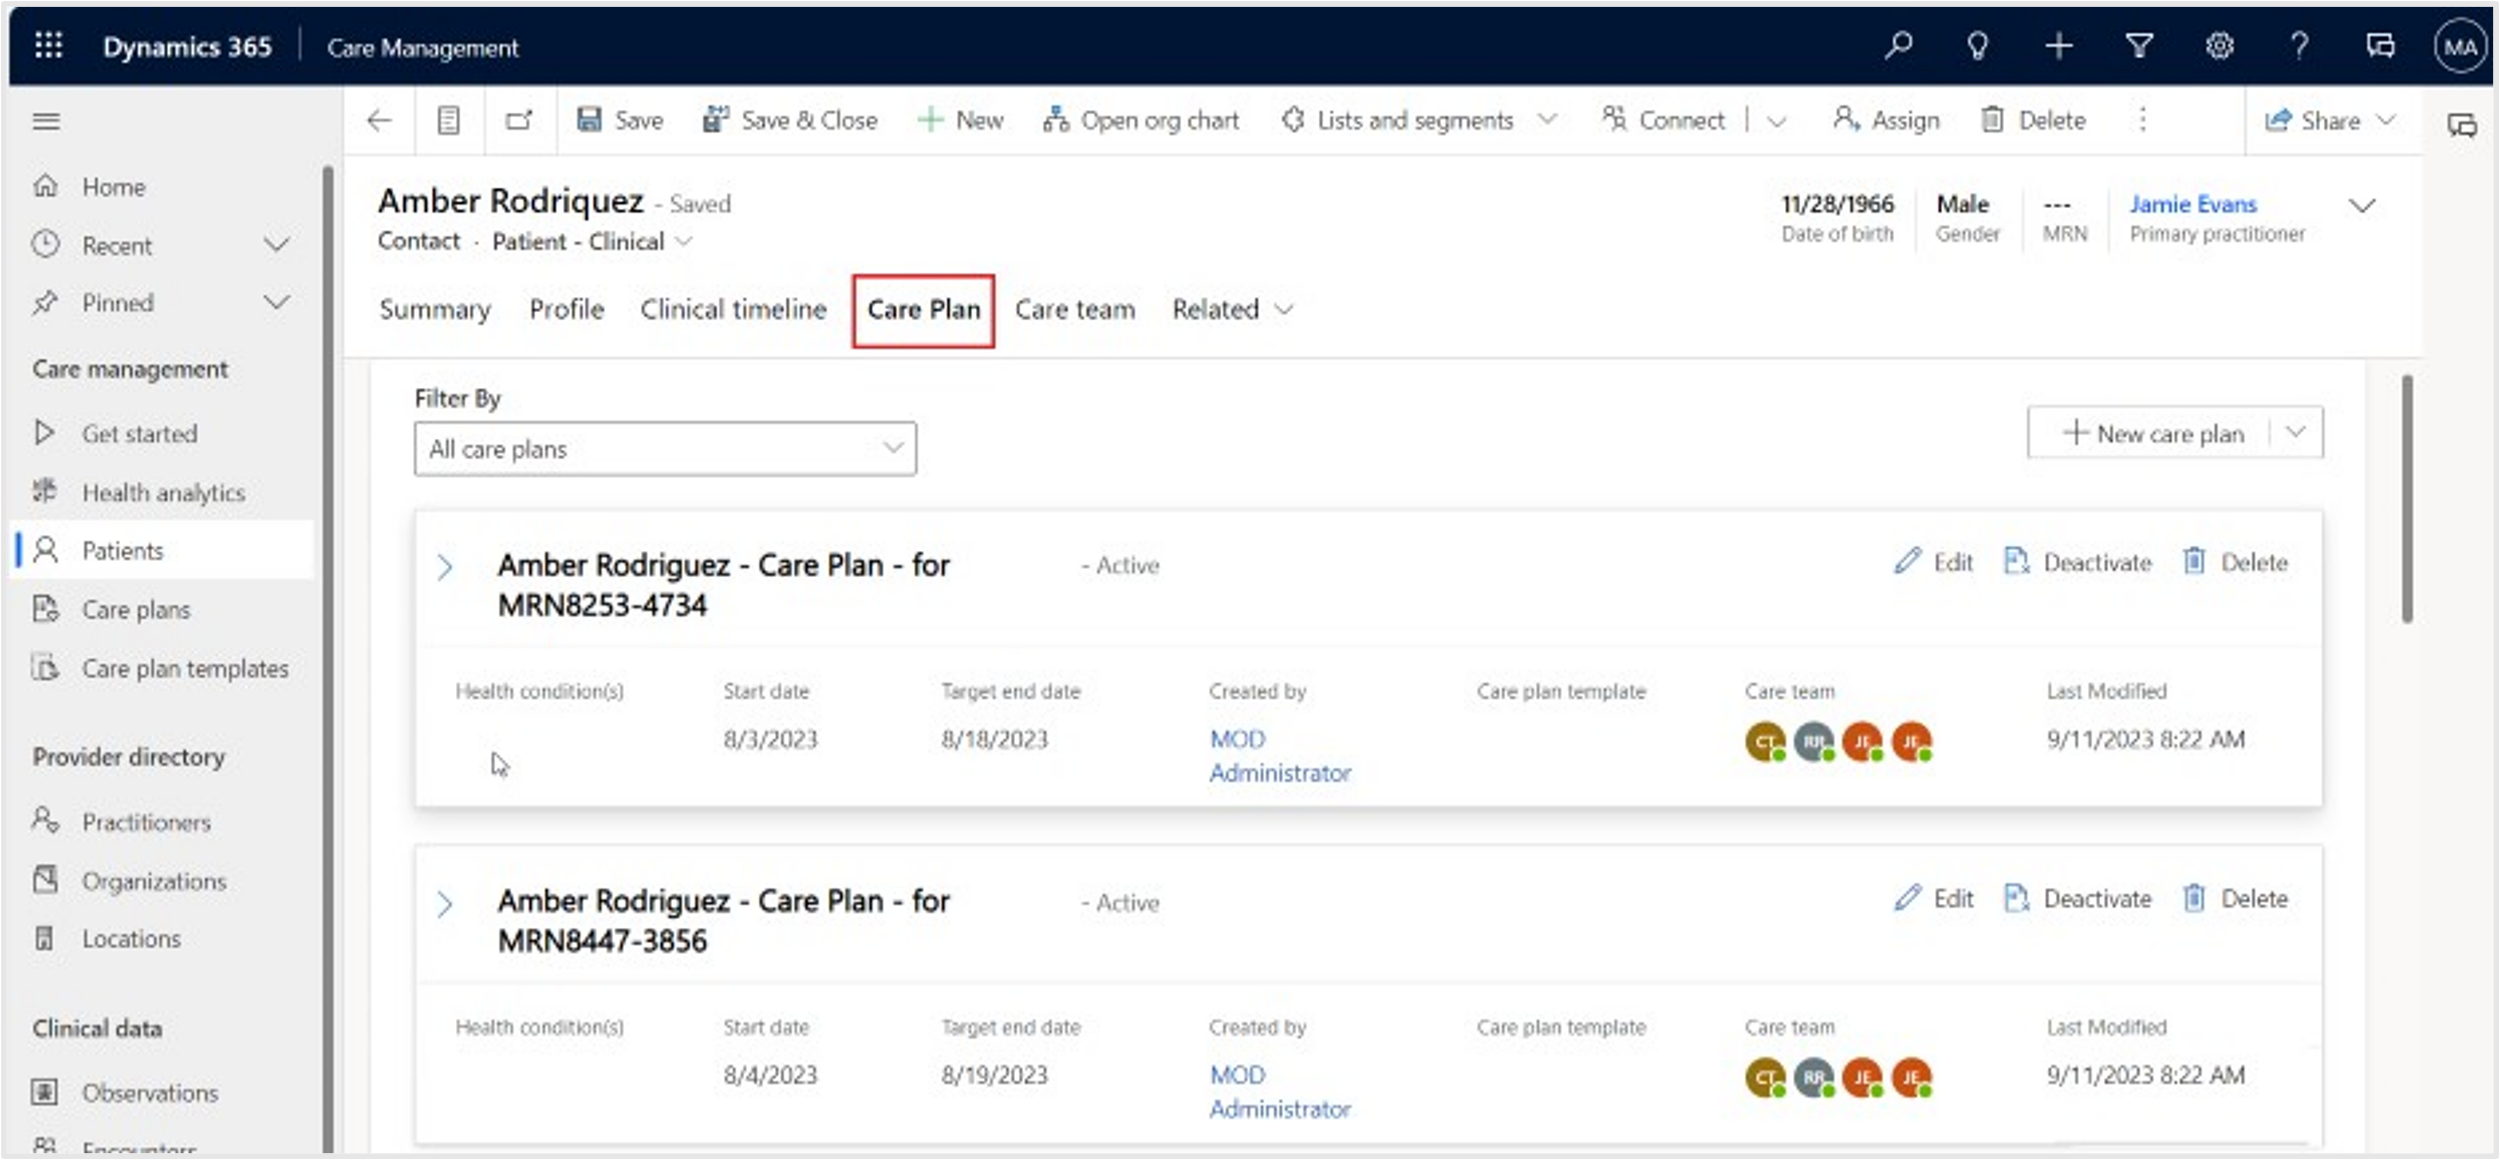 Dynamics 365 Care Management MA
Save Save & Close New Open org chart Lists and segments Connect Assign Delete Share
Home
Recent
Pinned
Care management
Get started
Health analytics
Patients
Care plans
Care plan templates
Provider directory
Practitioners
Organizations
Locations
Clinical data
Observations
Encounters
Amber Rodriquez - Saved
Contact · Patient - Clinical
11/28/1966 Male --- Jamie Evans
Date of birth Gender MRN Primary practitioner
Summary Profile Clinical timeline Care Plan Care team Related
Filter By
All care plans
New care plan
Amber Rodriguez - Care Plan - for - Active Edit Deactivate Delete
MRN8253-4734
Health condition(s) Start date Target end date Created by Care plan template Care team Last Modified
8/3/2023 8/18/2023 MOD CT RR JE JE 9/11/2023 8:22 AM
Administrator
Amber Rodriguez - Care Plan - for - Active Edit Deactivate Delete
MRN8447-3856
Health condition(s) Start date Target end date Created by Care plan template Care team Last Modified
8/4/2023 8/19/2023 MOD CT RR JE JE 9/11/2023 8:22 AM
Administrator